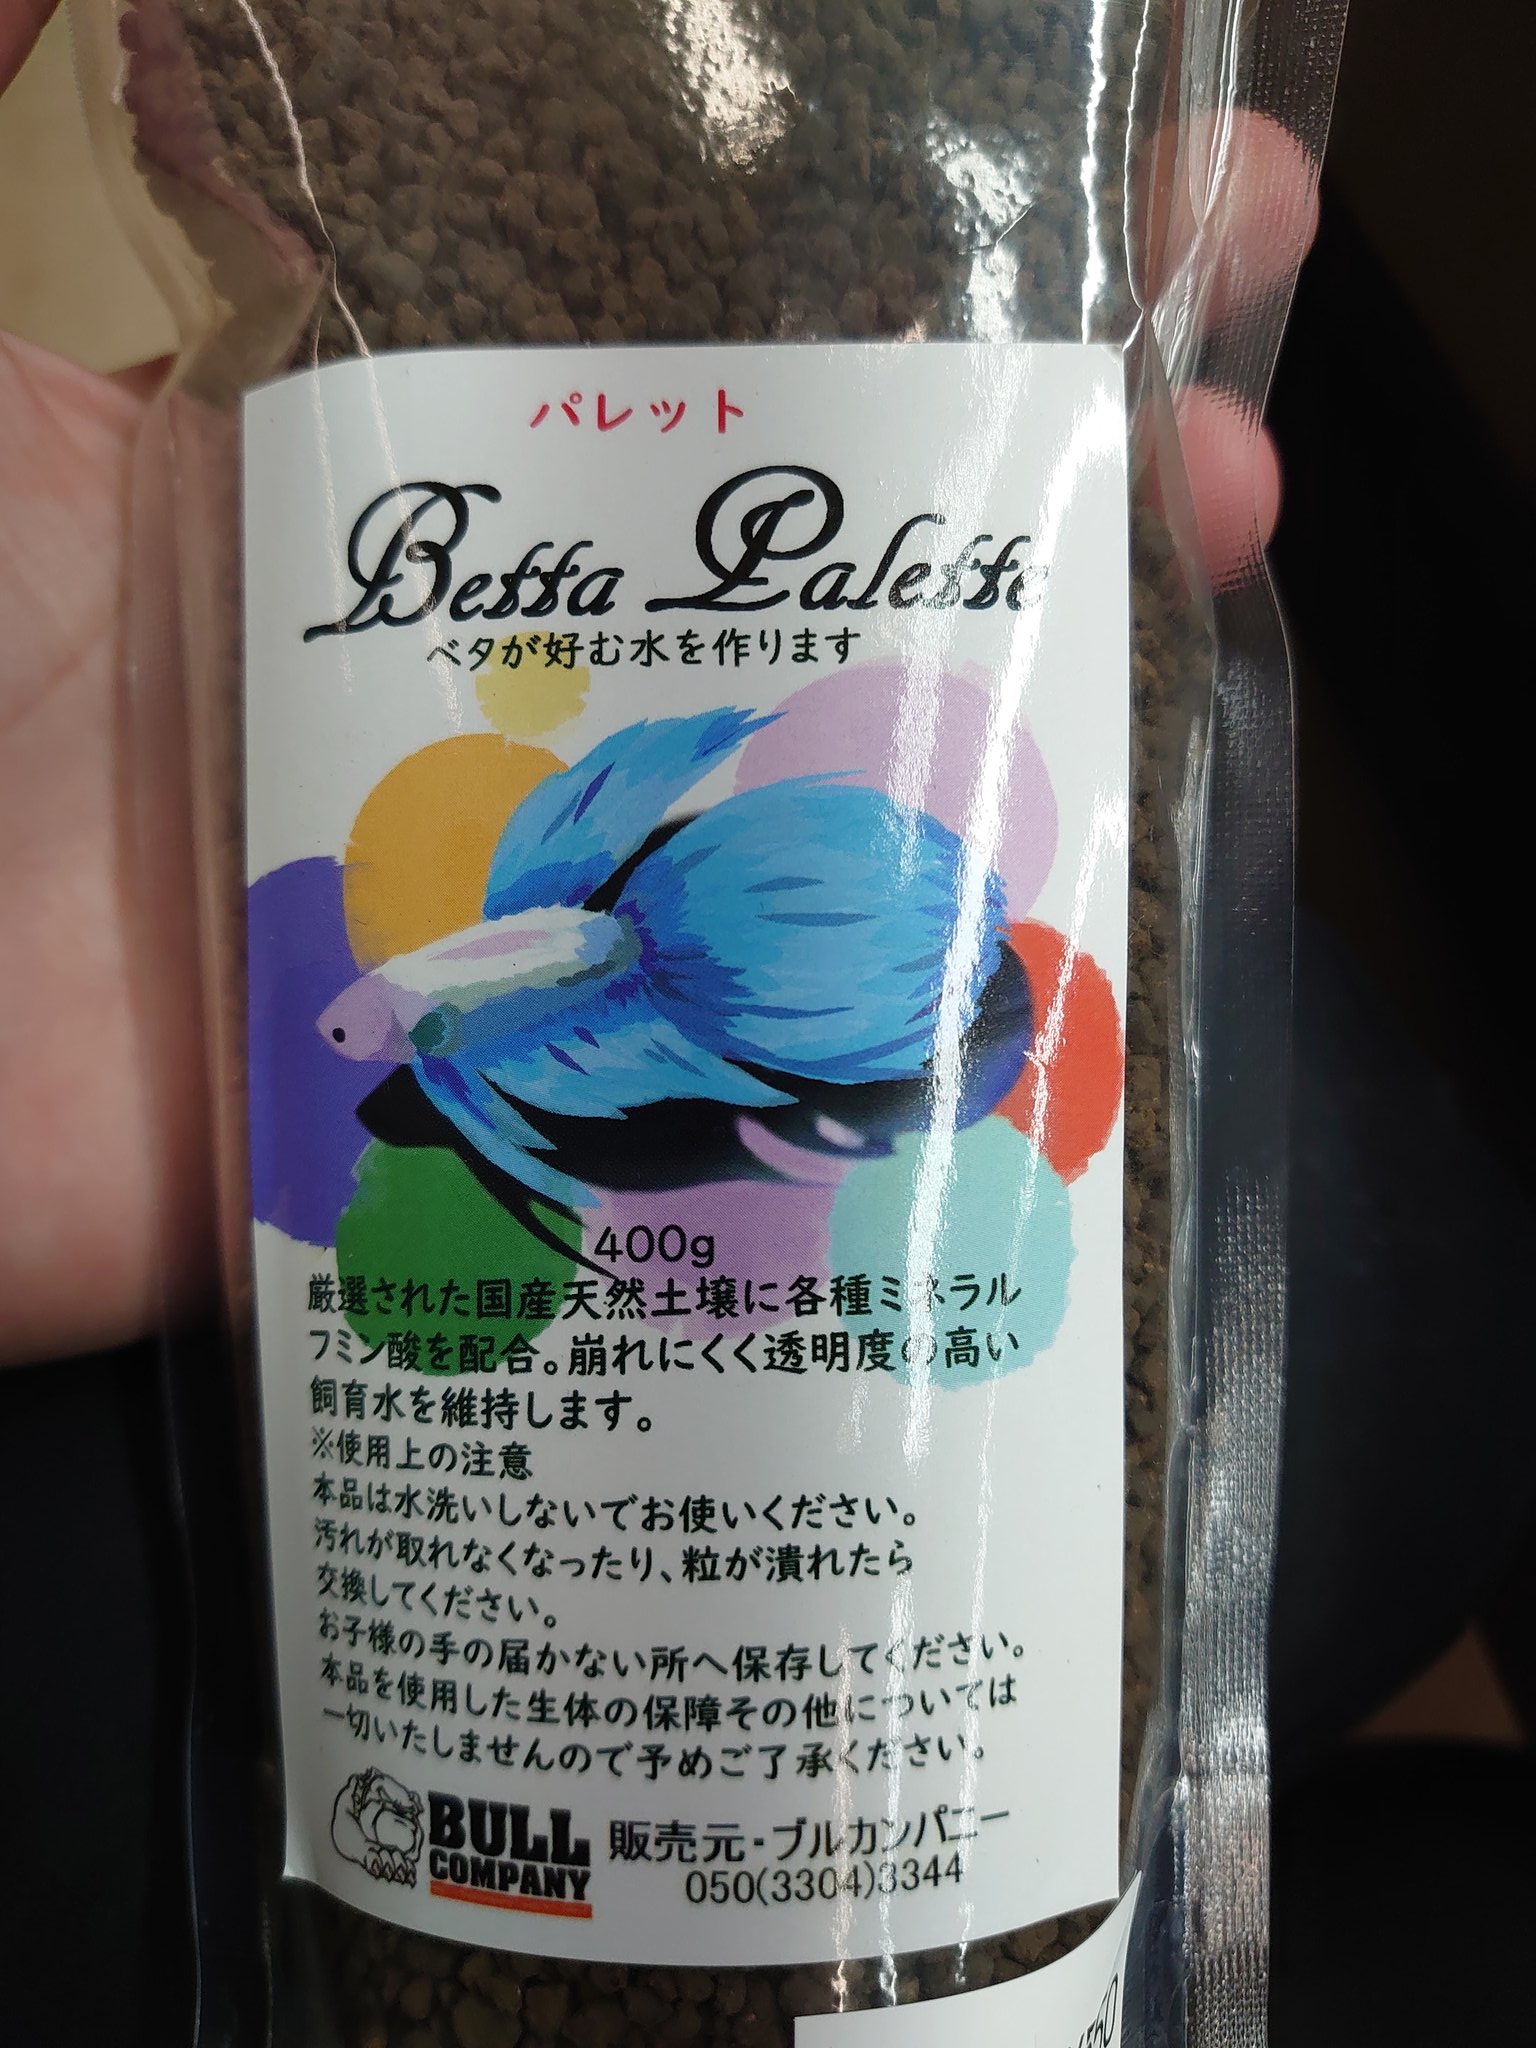 パレット
Betta Palette
ベタが好む水を作ります
400g
厳選された国産天然土壌に各種ミネラル
フミン酸を配合。崩れにくく透明度の高い
飼育水を維持します。
※使用上の注意
本品は水洗いしないでお使いください。
汚れが取れなくなったり、粒が潰れたら
交換してください。
お子様の手の届かない所へ保存してください。
本品を使用した生体の保障その他については
一切いたしませんので予めご了承ください。
BULL
COMPANY
販売元・ブルカンパニー
050(3304)3344